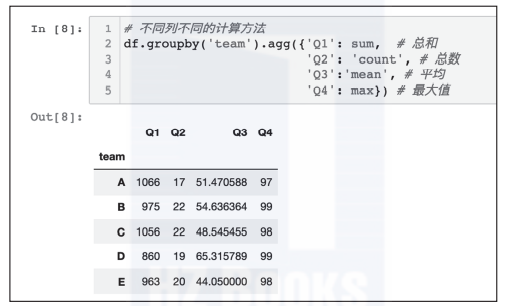 In [8]:
1 # 不同列不同的计算方法
2 df.groupby('team').agg({'Q1': sum,  # 总和
3                         'Q2': 'count', # 总数
4                         'Q3':'mean', # 平均
5                         'Q4': max}) # 最大值
Out[8]:
Q1 Q2 Q3 Q4
team
A 1066 17 51.470588 97
B 975 22 54.636364 99
C 1056 22 48.545455 98
D 860 19 65.315789 99
E 963 20 44.050000 98